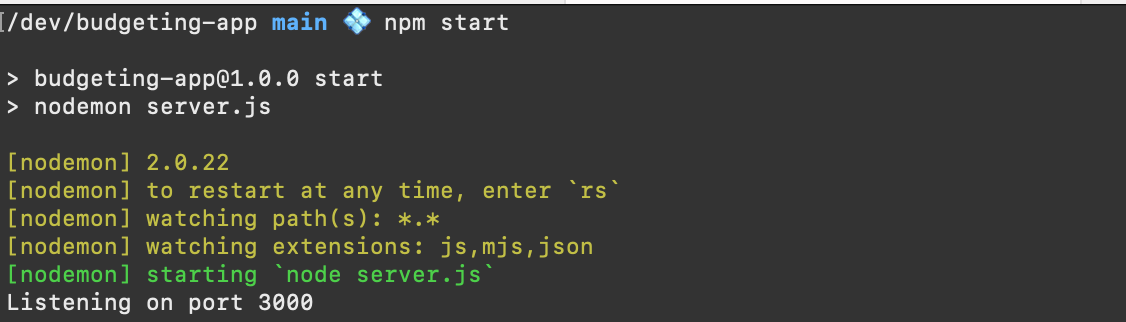 [/dev/budgeting-app main 💠 npm start
> budgeting-app@1.0.0 start
> nodemon server.js
[nodemon] 2.0.22
[nodemon] to restart at any time, enter `rs`
[nodemon] watching path(s): *.*
[nodemon] watching extensions: js,mjs,json
[nodemon] starting `node server.js`
Listening on port 3000